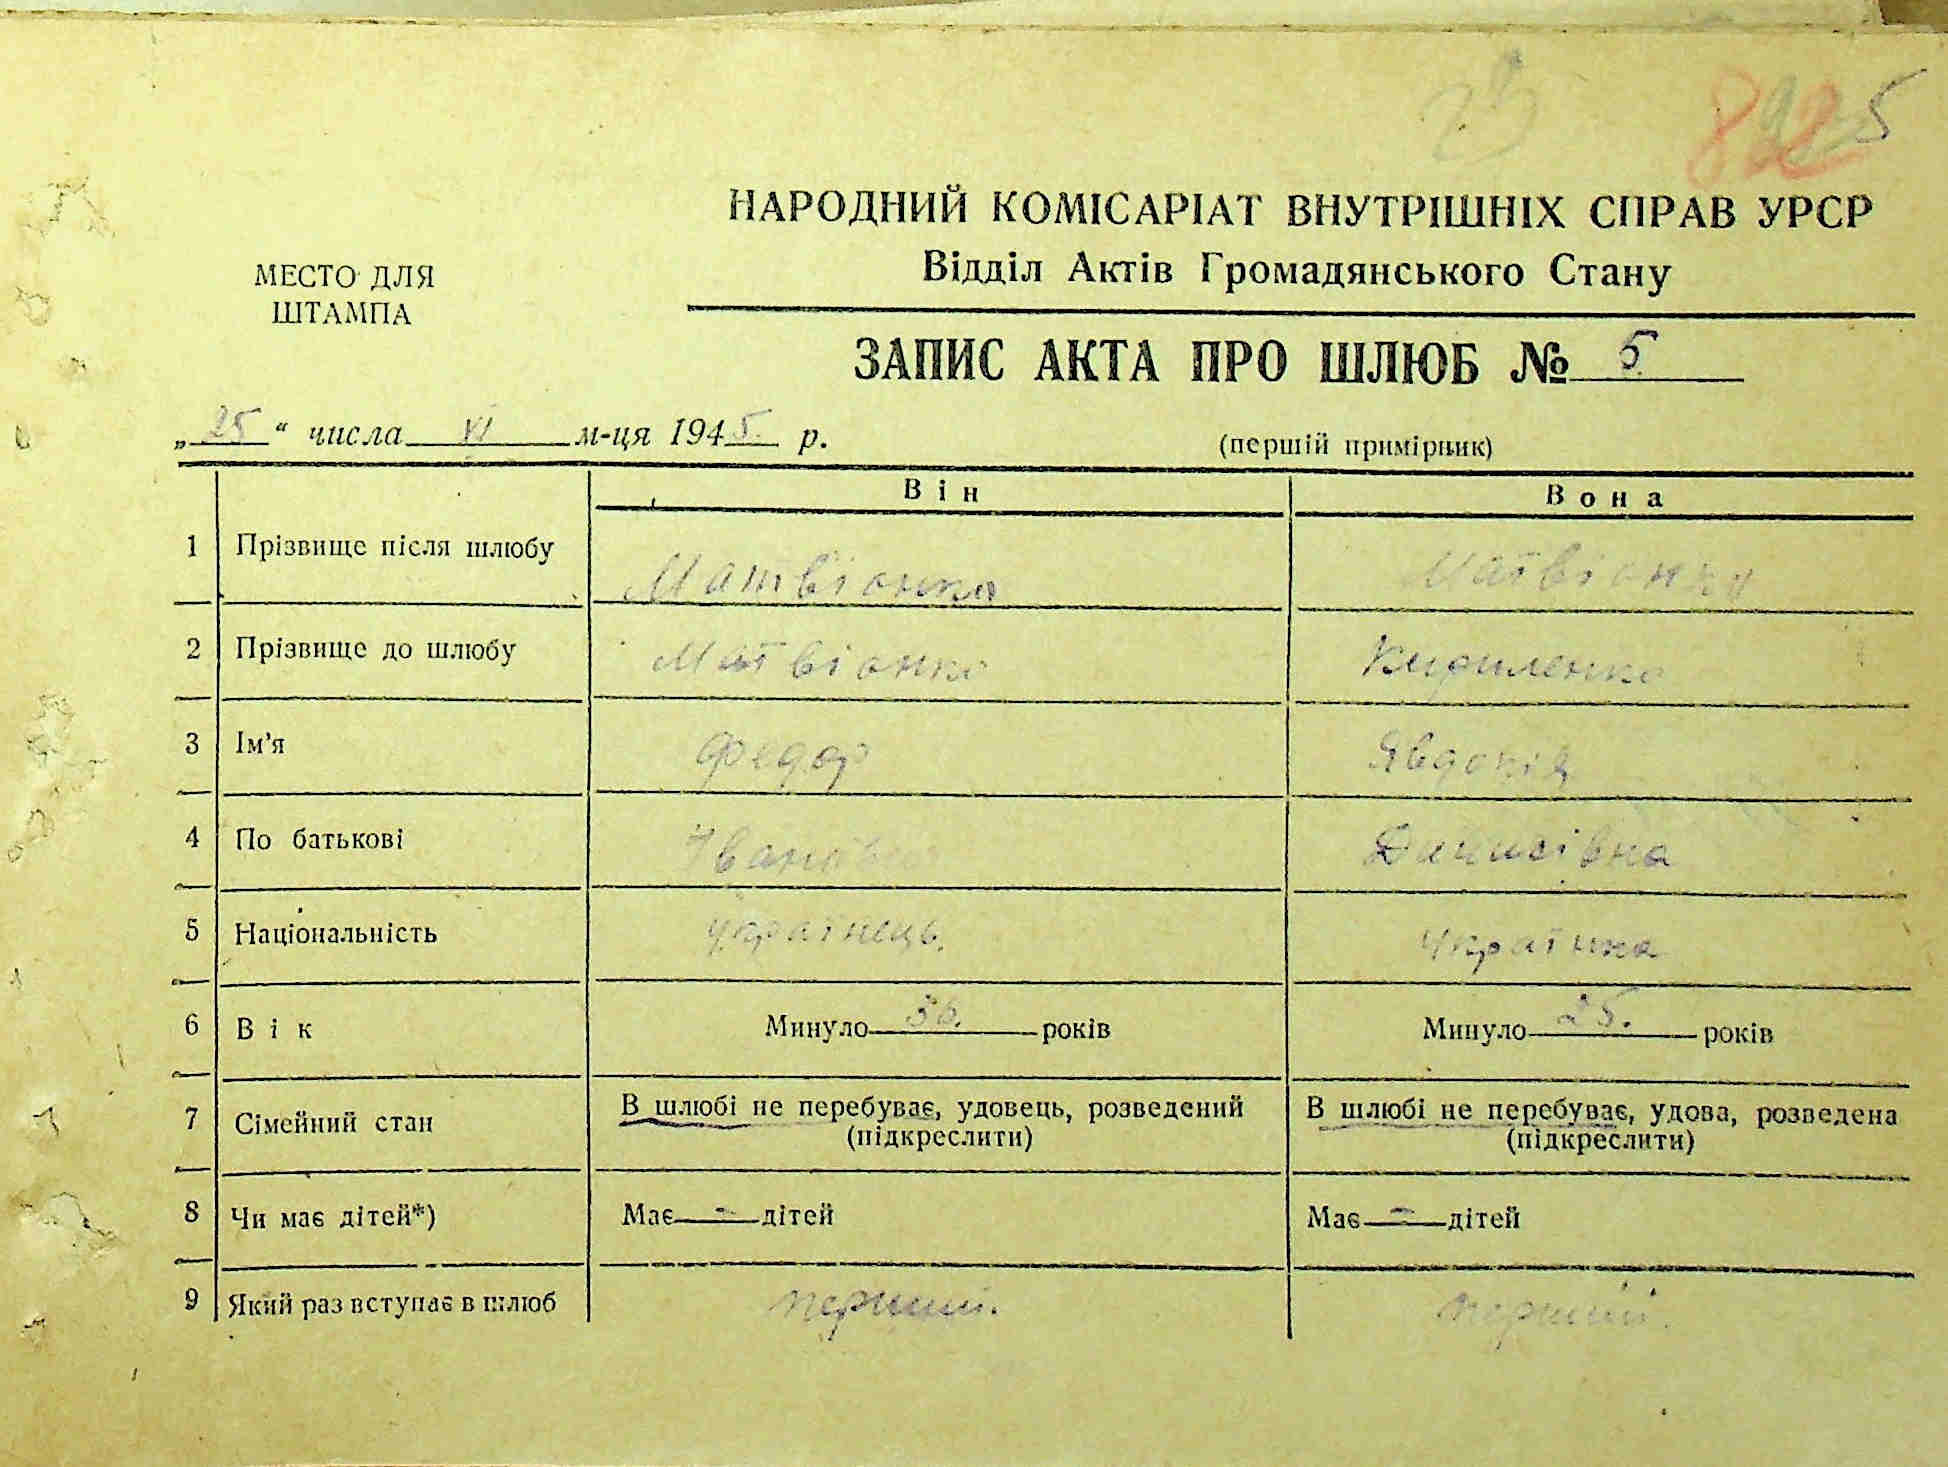 5
НАРОДНИЙ КОМІСАРІАТ ВНУТРІШНІХ СПРАВ УРСР
Відділ Актів Громадянського Стану
МЕСТО ДЛЯ
ШТАМПА
ЗАПИС АКТА ПРО ШЛЮБ № 5
„25“ числа VI м-ця 1945. р.
(першій примірник)
Він Вона
1 Прізвище після шлюбу Матвієнко Матвієнко
2 Прізвище до шлюбу Матвієнко Кириленко
3 Ім'я Федор Явдокія
4 По батькові Іванович Денисівна
5 Національність Українець. Українка
6 Вік Минуло 36. років Минуло 25. років
7 Сімейний стан В шлюбі не перебуває, удовець, розведений В шлюбі не перебуває, удова, розведена
(підкреслити) (підкреслити)
8 Чи має дітей*) Має - дітей Має - дітей
9 Який раз вступає в шлюб перший. перший.